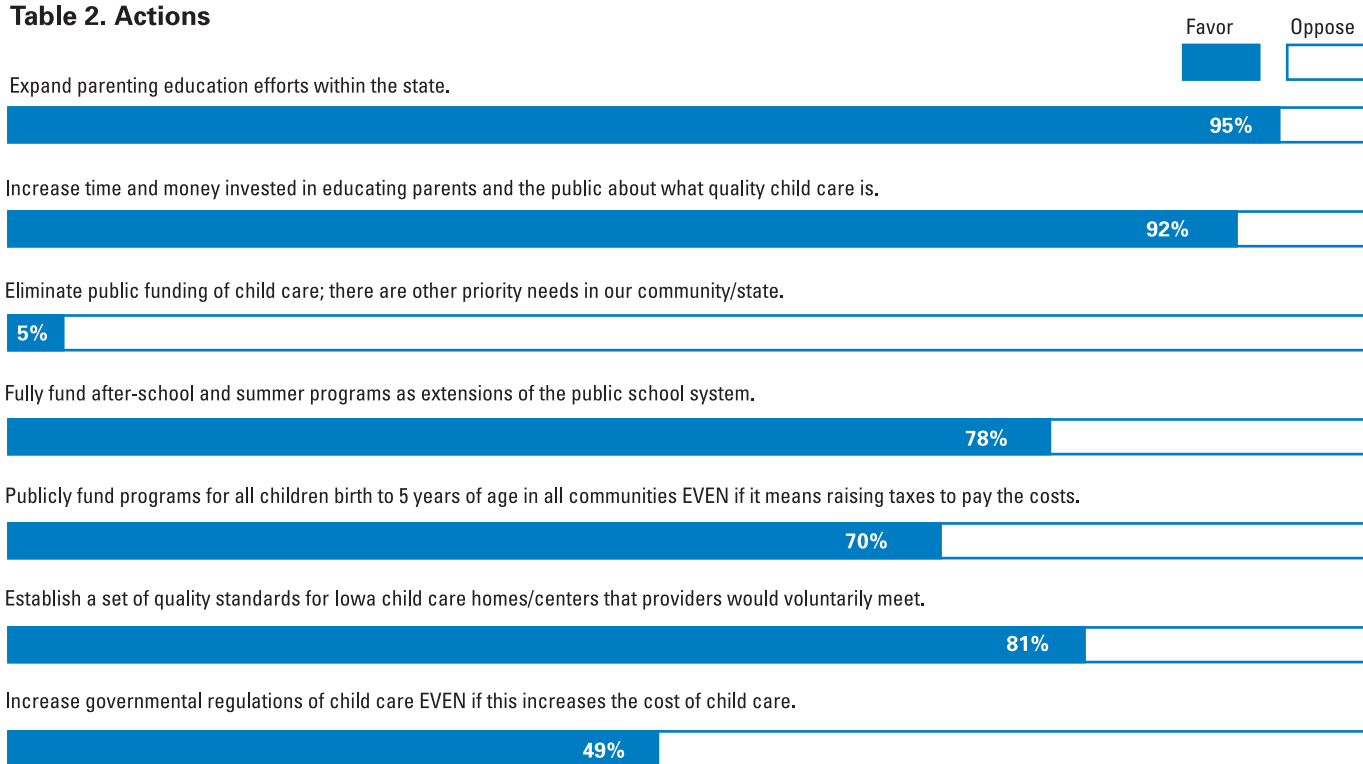 Table 2. Actions
Favor Oppose
Expand parenting education efforts within the state.
95%
Increase time and money invested in educating parents and the public about what quality child care is.
92%
Eliminate public funding of child care; there are other priority needs in our community/state.
5%
Fully fund after-school and summer programs as extensions of the public school system.
78%
Publicly fund programs for all children birth to 5 years of age in all communities EVEN if it means raising taxes to pay the costs.
70%
Establish a set of quality standards for Iowa child care homes/centers that providers would voluntarily meet.
81%
Increase governmental regulations of child care EVEN if this increases the cost of child care.
49%